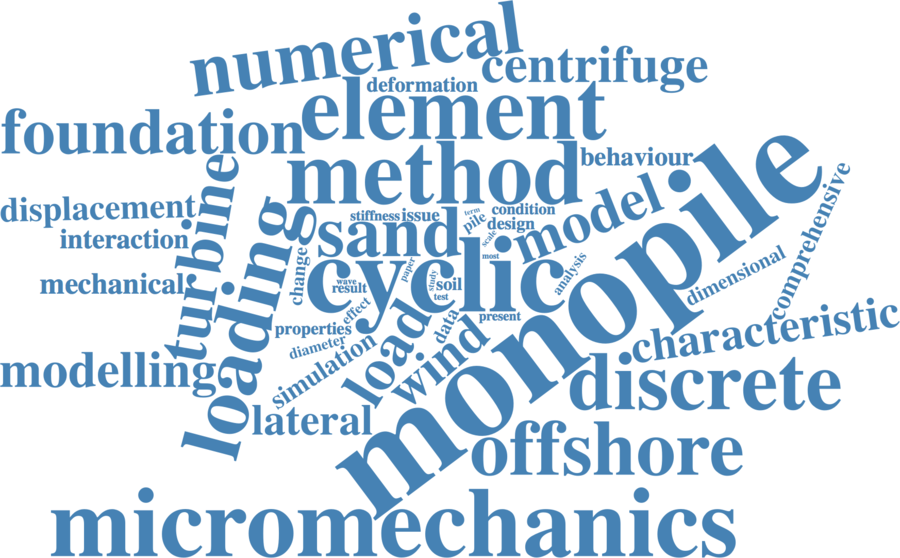 numerical
centrifuge
deformation
element
foundation
method
behaviour
turbine
displacement
interaction
mechanical
loading
change
stiffness
issue
term
pile
condition
design
scale
most
sand
model
monopile
comprehensive
dimensional
cyclic
paper
study
wave
result
soil
test
analysis
effect
present
properties
diameter
data
load
wind
simulation
characteristic
modelling
lateral
discrete
offshore
micromechanics